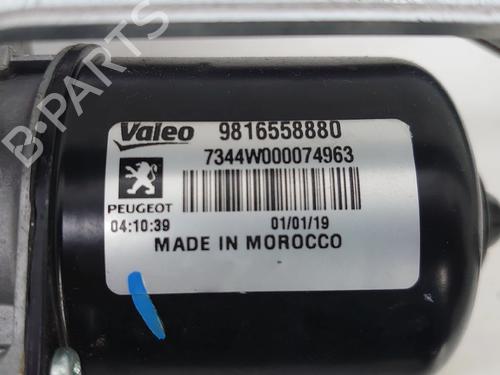 Valeo 9816558880
7344W000074963
PEUGEOT
04:10:39 01/01/19
MADE IN MOROCCO
B-PARTS